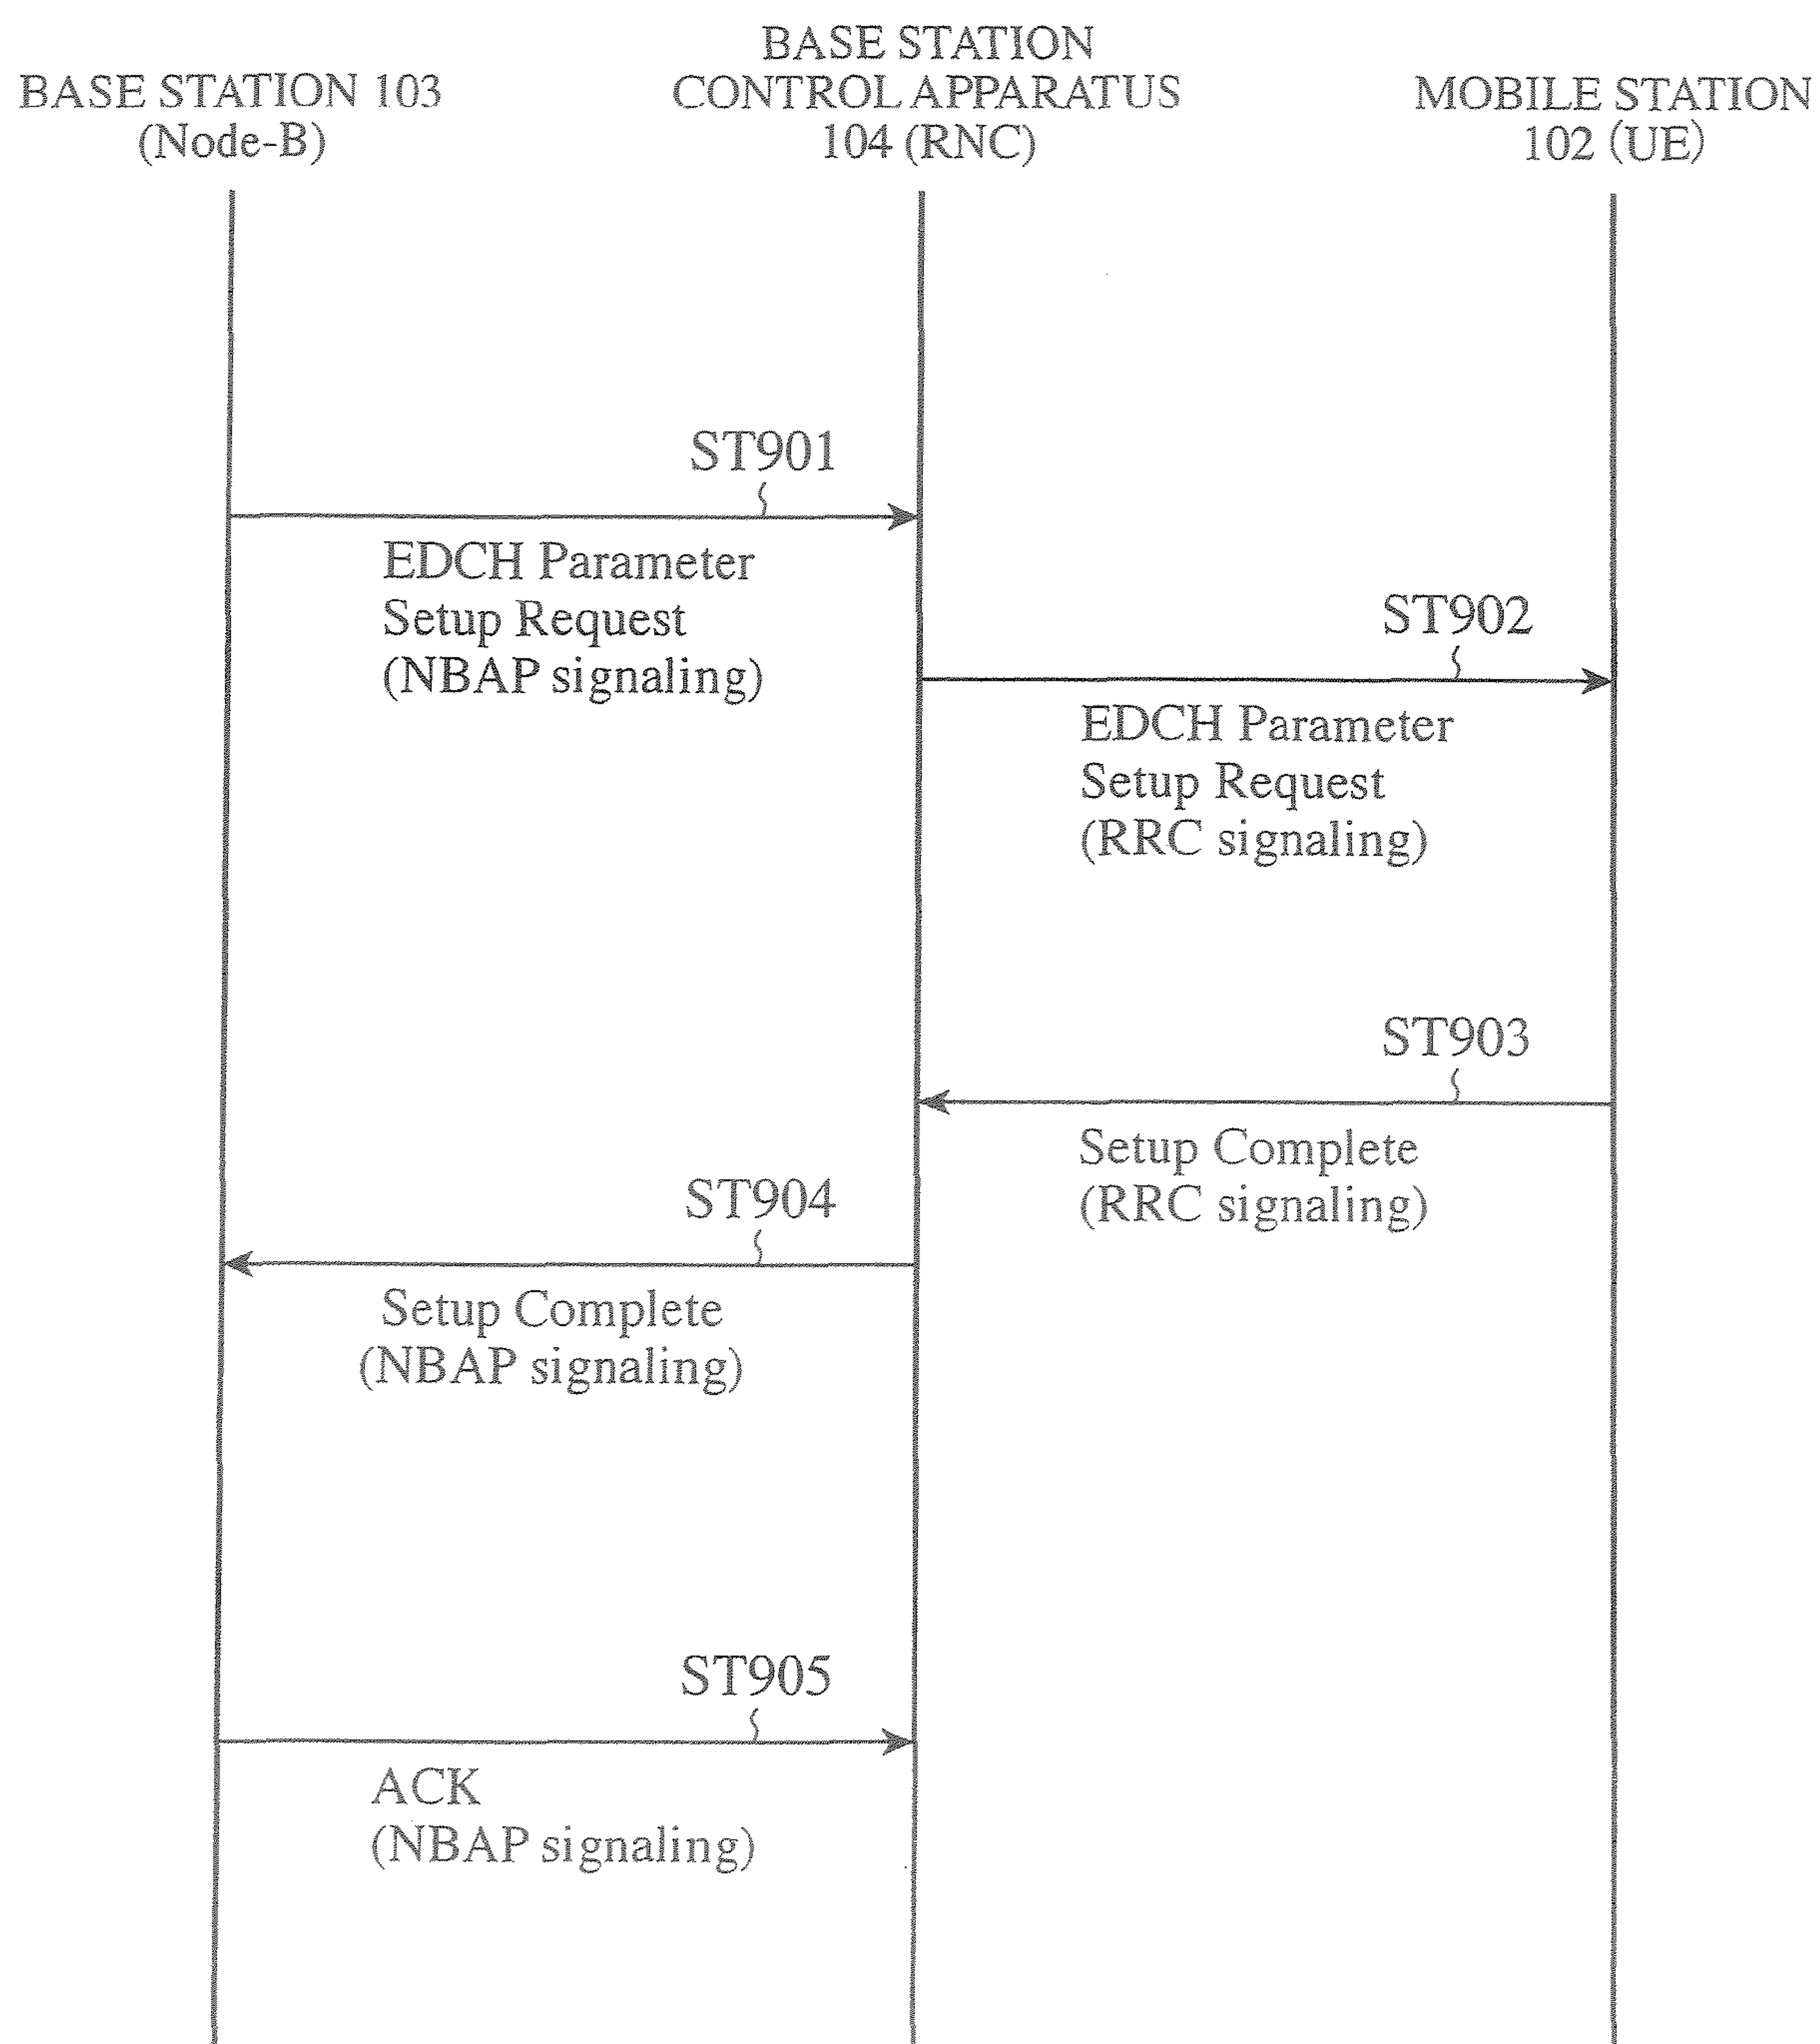 BASE STATION 103
(Node-B)
BASE STATION
CONTROL APPARATUS
104 (RNC)
MOBILE STATION
102 (UE)
ST901
EDCH Parameter
Setup Request
(NBAP signaling)
ST902
EDCH Parameter
Setup Request
(RRC signaling)
ST903
Setup Complete
(RRC signaling)
ST904
Setup Complete
(NBAP signaling)
ST905
ACK
(NBAP signaling)